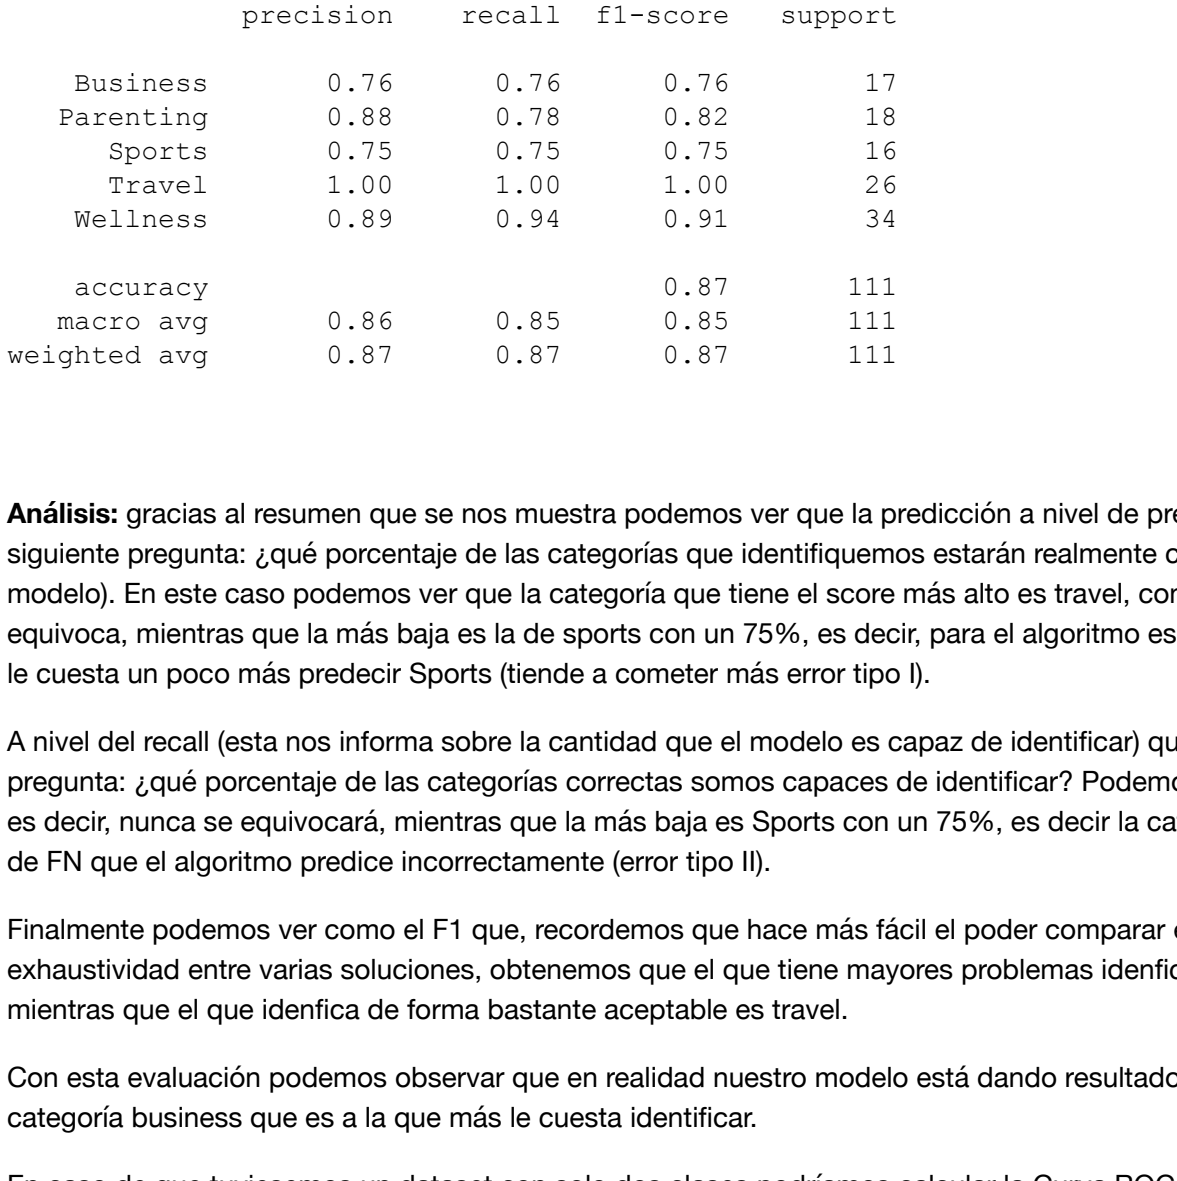 precision recall f1-score support
Business 0.76 0.76 0.76 17
Parenting 0.88 0.78 0.82 18
Sports 0.75 0.75 0.75 16
Travel 1.00 1.00 1.00 26
Wellness 0.89 0.94 0.91 34
accuracy 0.87 111
macro avg 0.86 0.85 0.85 111
weighted avg 0.87 0.87 0.87 111
Análisis: gracias al resumen que se nos muestra podemos ver que la predicción a nivel de
siguiente pregunta: ¿qué porcentaje de las categorías que identifiquemos estarán realmente
modelo). En este caso podemos ver que la categoría que tiene el score más alto es travel,
equivoca, mientras que la más baja es la de sports con un 75%, es decir, para el algoritmo
le cuesta un poco más predecir Sports (tiende a cometer más error tipo I).
A nivel del recall (esta nos informa sobre la cantidad que el modelo es capaz de identificar)
pregunta: ¿qué porcentaje de las categorías correctas somos capaces de identificar?
es decir, nunca se equivocará, mientras que la más baja es Sports con un 75%, es decir la
de FN que el algoritmo predice incorrectamente (error tipo II).
Finalmente podemos ver como el F1 que, recordemos que hace más fácil el poder comparar
exhaustividad entre varias soluciones, obtenemos que el que tiene mayores problemas
mientras que el que idenfica de forma bastante aceptable es travel.
Con esta evaluación podemos observar que en realidad nuestro modelo está dando
categoría business que es a la que más le cuesta identificar.